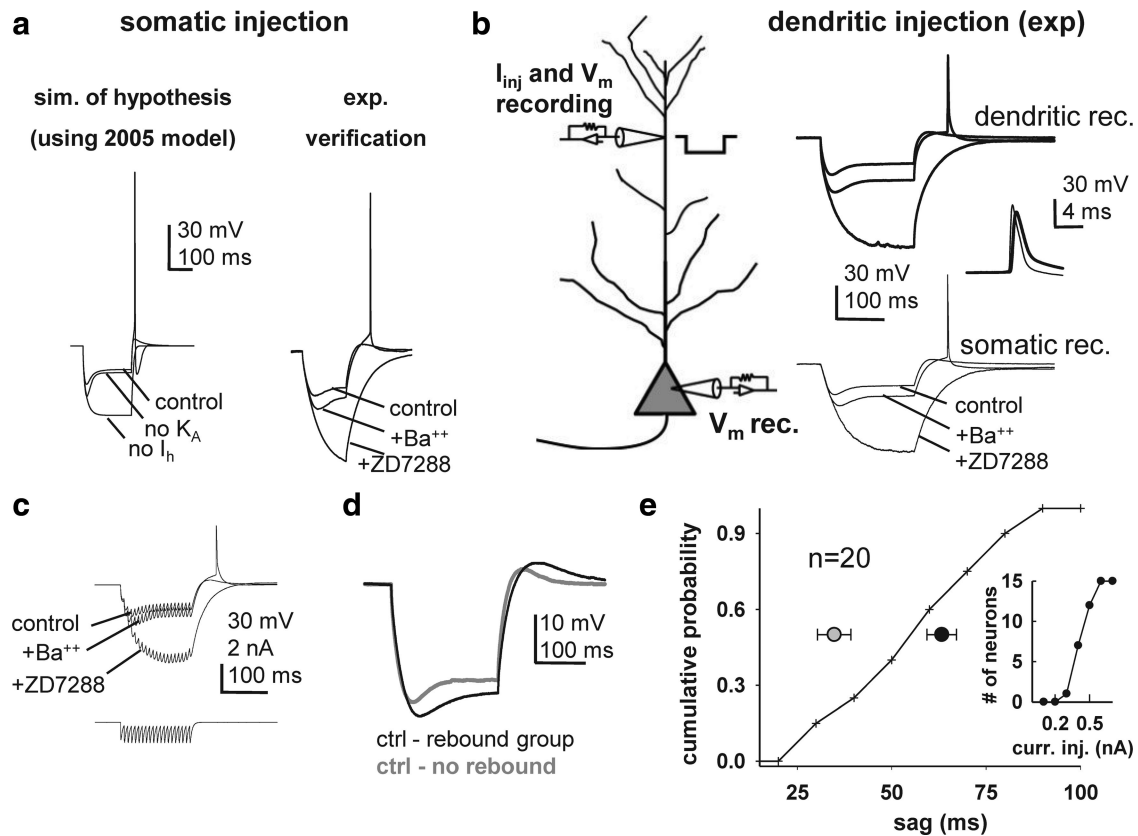 a
somatic injection
sim. of hypothesis
(using 2005 model)
exp.
verification
30 mV
100 ms
control
no K_A
no I_h
control
+Ba⁺⁺
+ZD7288
b
dendritic injection (exp)
I_inj and V_m
recording
V_m rec.
dendritic rec.
30 mV
4 ms
30 mV
100 ms
somatic rec.
control
+Ba⁺⁺
+ZD7288
c
control
+Ba⁺⁺
+ZD7288
30 mV
2 nA
100 ms
d
10 mV
100 ms
ctrl - rebound group
ctrl - no rebound
e
cumulative probability
0.9
0.6
0.3
0.0
n=20
25
50
75
100
sag (ms)
# of neurons
15
10
5
0
0.2
0.5
curr. inj. (nA)